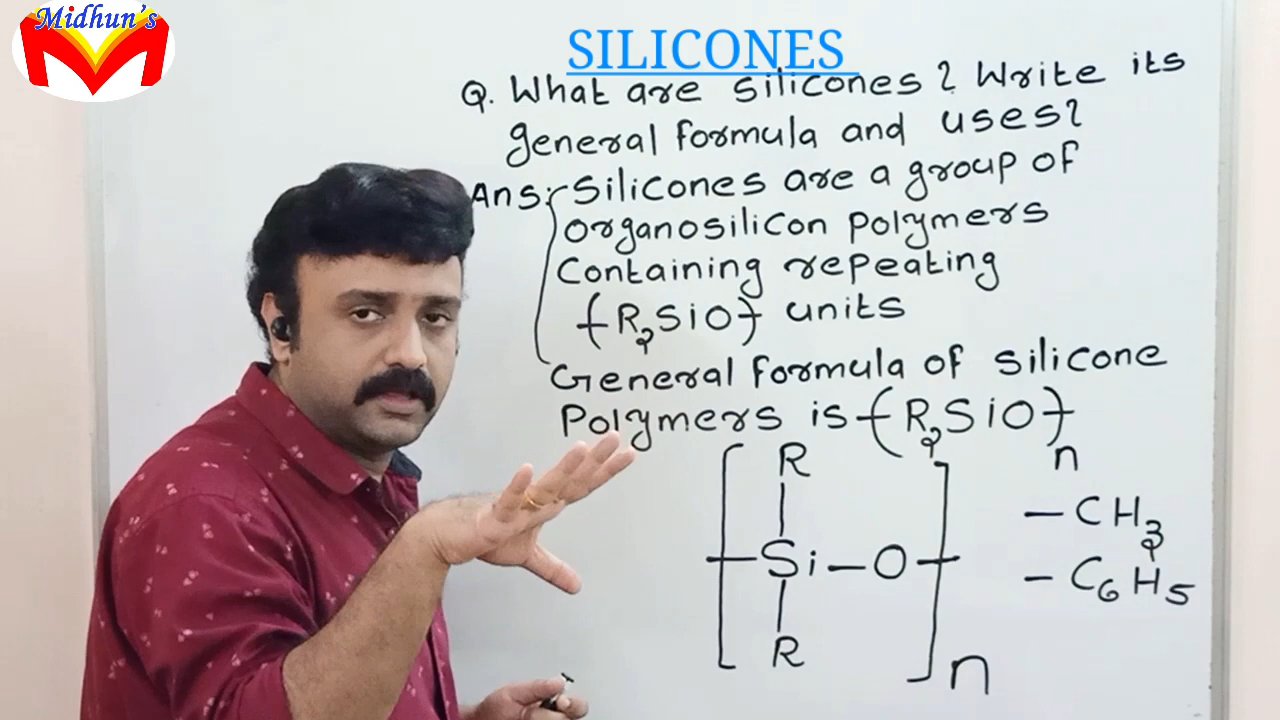 Midhun's
SILICONES
Q. What are silicones? Write its
general formula and uses?
Ans: Silicones are a group of
organosilicon polymers
Containing repeating
-(R₂SiO)- units
General formula of silicone
Polymers is -(R₂SiO)-n
[ R
-Si-O- ]n
R
-CH₃
-C₆H₅